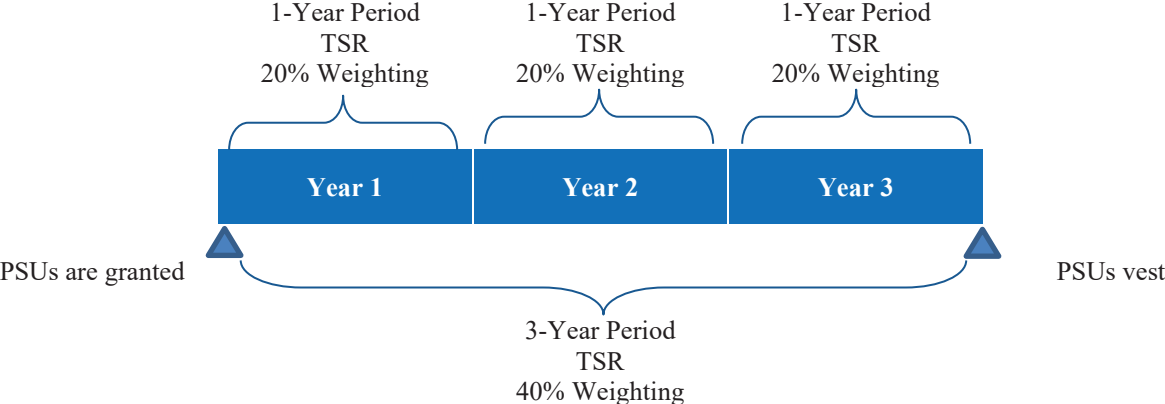 1-Year Period
TSR
20% Weighting
1-Year Period
TSR
20% Weighting
1-Year Period
TSR
20% Weighting
Year 1
Year 2
Year 3
PSUs are granted
PSUs vest
3-Year Period
TSR
40% Weighting